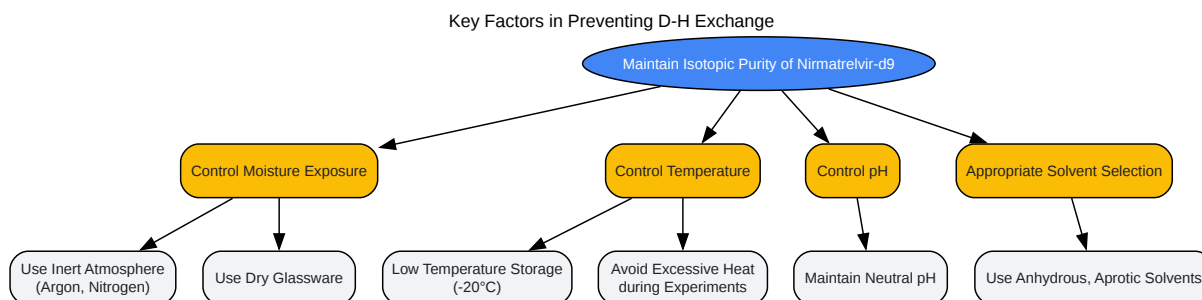 Key Factors in Preventing D-H Exchange
Maintain Isotopic Purity of Nirmatrelvir-d9
Control Moisture Exposure
Control Temperature
Control pH
Appropriate Solvent Selection
Use Inert Atmosphere
(Argon, Nitrogen)
Use Dry Glassware
Low Temperature Storage
(-20°C)
Avoid Excessive Heat
during Experiments
Maintain Neutral pH
Use Anhydrous, Aprotic Solvents